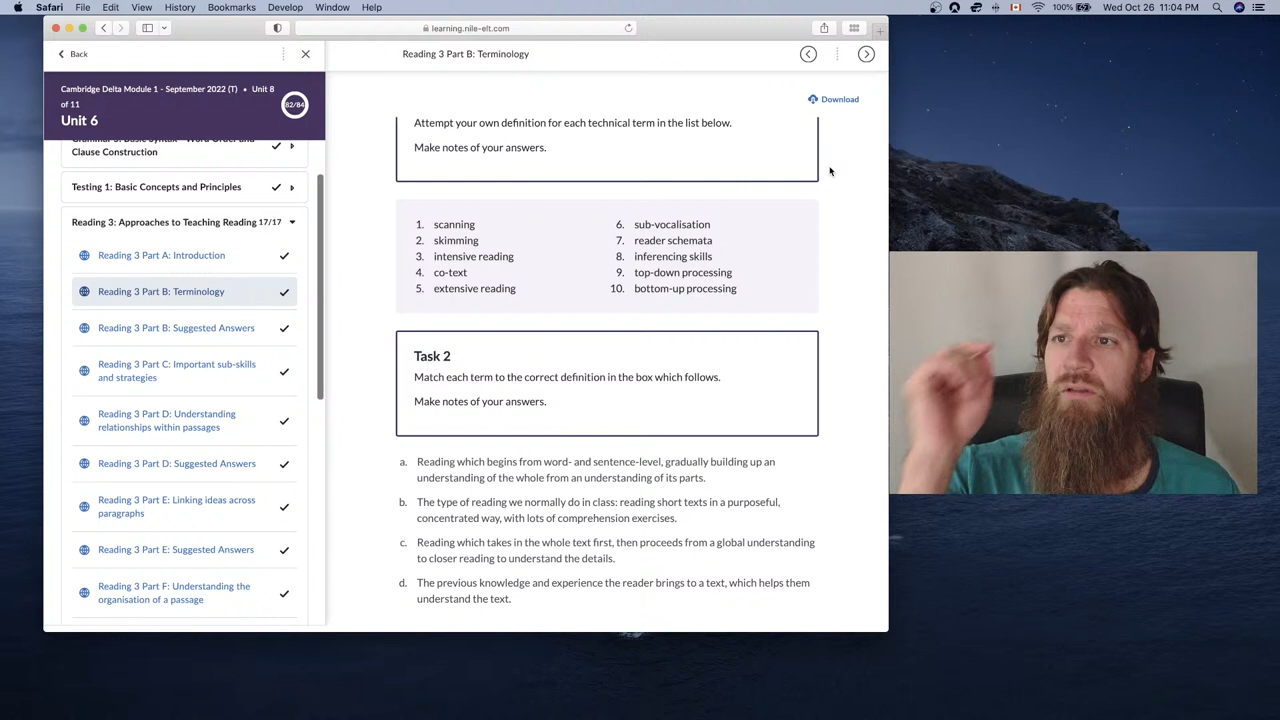 Safari File Edit View History Bookmarks Develop Window Help 100% Wed Oct 26 11:04 PM
learning.nile-elt.com
Back
Reading 3 Part B: Terminology
Cambridge Delta Module 1 - September 2022 (T) • Unit 8
of 11
Unit 6
82/84
Download
Grammar 3: Basic Syntax - Word Order and
Clause Construction
Testing 1: Basic Concepts and Principles
Reading 3: Approaches to Teaching Reading 17/17
Reading 3 Part A: Introduction
Reading 3 Part B: Terminology
Reading 3 Part B: Suggested Answers
Reading 3 Part C: Important sub-skills
and strategies
Reading 3 Part D: Understanding
relationships within passages
Reading 3 Part D: Suggested Answers
Reading 3 Part E: Linking ideas across
paragraphs
Reading 3 Part E: Suggested Answers
Reading 3 Part F: Understanding the
organisation of a passage
Attempt your own definition for each technical term in the list below.
Make notes of your answers.
1. scanning
2. skimming
3. intensive reading
4. co-text
5. extensive reading
6. sub-vocalisation
7. reader schemata
8. inferencing skills
9. top-down processing
10. bottom-up processing
Task 2
Match each term to the correct definition in the box which follows.
Make notes of your answers.
a. Reading which begins from word- and sentence-level, gradually building up an
understanding of the whole from an understanding of its parts.
b. The type of reading we normally do in class: reading short texts in a purposeful,
concentrated way, with lots of comprehension exercises.
c. Reading which takes in the whole text first, then proceeds from a global understanding
to closer reading to understand the details.
d. The previous knowledge and experience the reader brings to a text, which helps them
understand the text.